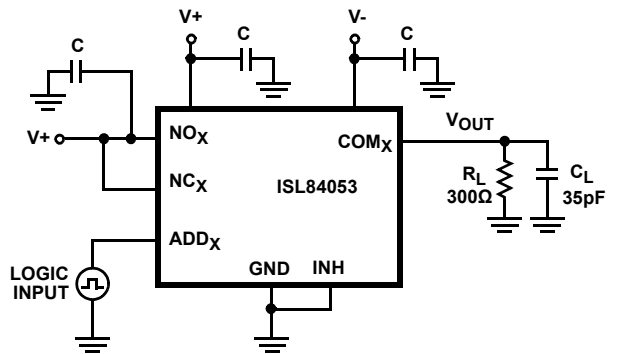 V+
C
V-
C
C
V+
NOX
NCX
ADDX
ISL84053
COMX
VOUT
RL
300Ω
CL
35pF
GND
INH
LOGIC
INPUT